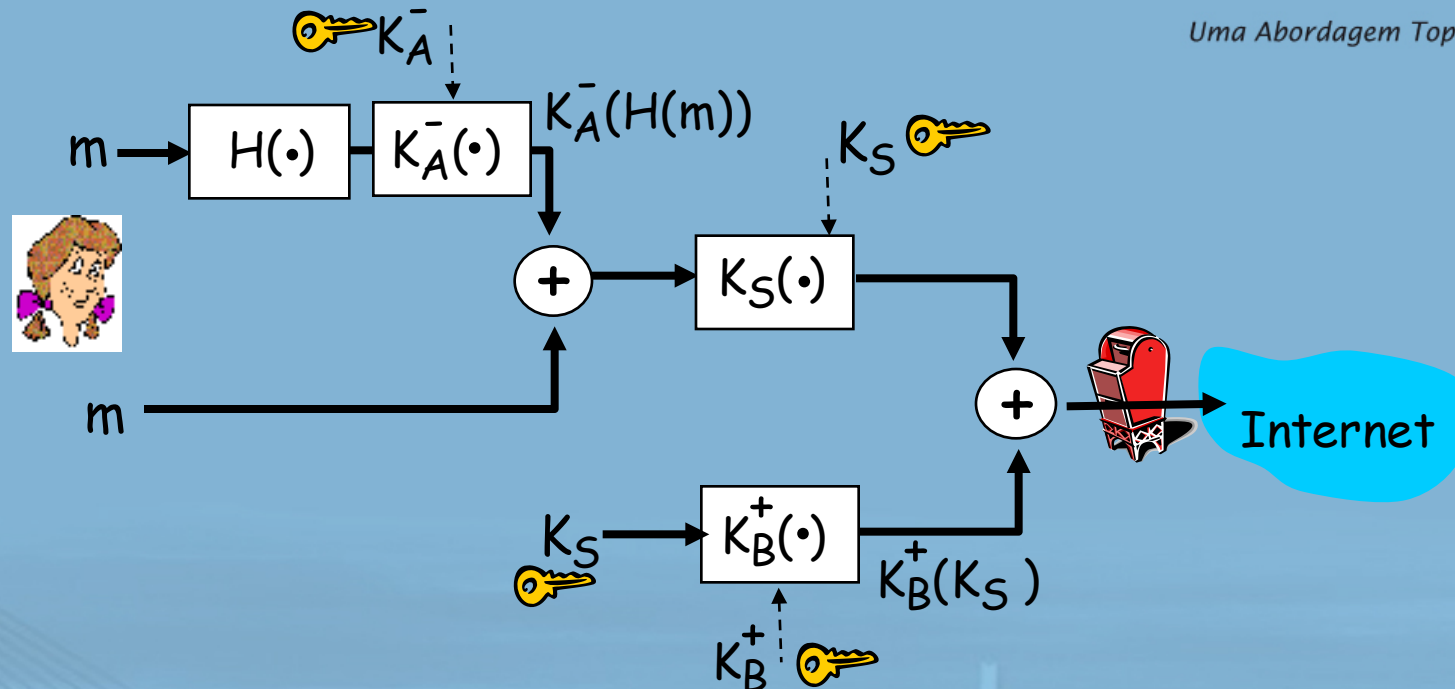 Uma Abordagem Top
K_A^-
m
H(•)
K_A^-(•)
K_A^-(H(m))
K_S
+
K_S(•)
m
+
Internet
K_S
K_B^+(•)
K_B^+(K_S )
K_B^+